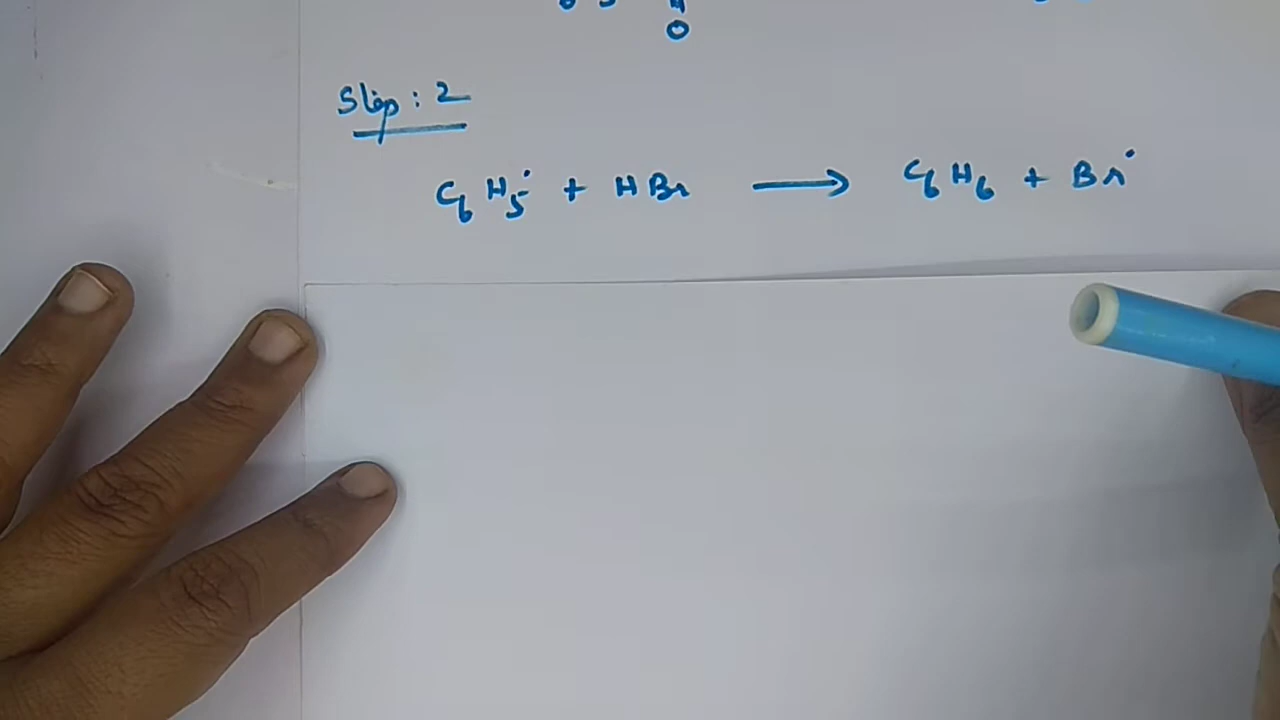 O
Step : 2
C₆H₅• + HBr ⟶ C₆H₆ + Br•